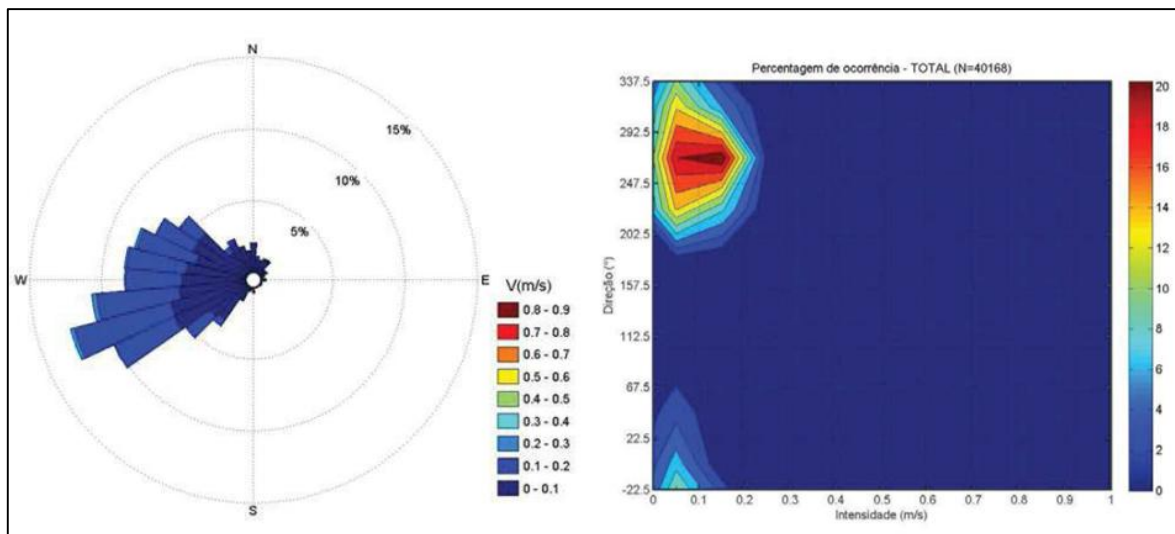 N
15%
10%
5%
W
E
S
V(m/s)
0.8 - 0.9
0.7 - 0.8
0.6 - 0.7
0.5 - 0.6
0.4 - 0.5
0.3 - 0.4
0.2 - 0.3
0.1 - 0.2
0 - 0.1
Percentagem de ocorrência - TOTAL (N=40168)
Direção (°)
337.5
292.5
247.5
202.5
157.5
112.5
67.5
22.5
-22.5
0 0.1 0.2 0.3 0.4 0.5 0.6 0.7 0.8 0.9 1
Intensidade (m/s)
20
18
16
14
12
10
8
6
4
2
0